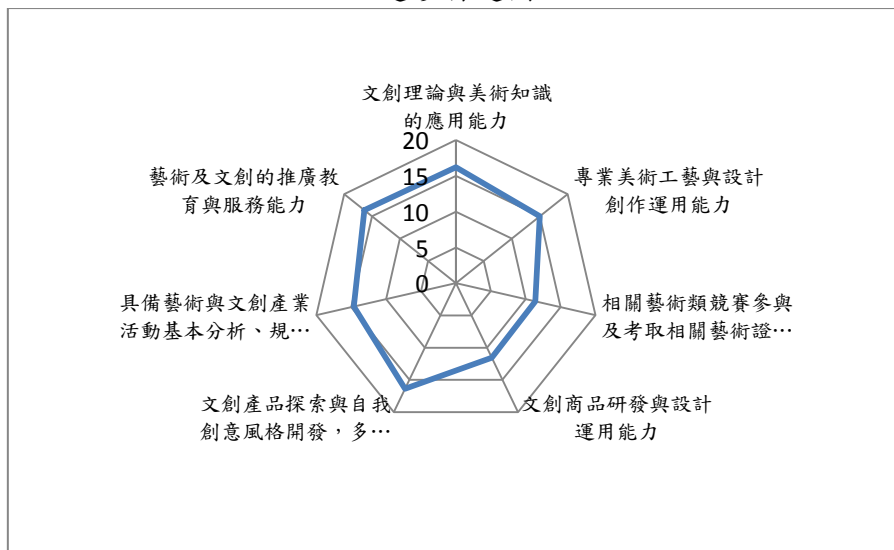 文創理論與美術知識
的應用能力
專業美術工藝與設計
創作運用能力
相關藝術類競賽參與
及考取相關藝術證…
文創商品研發與設計
運用能力
文創產品探索與自我
創意風格開發，多…
具備藝術與文創產業
活動基本分析、規…
藝術及文創的推廣教
育與服務能力
20
15
10
5
0